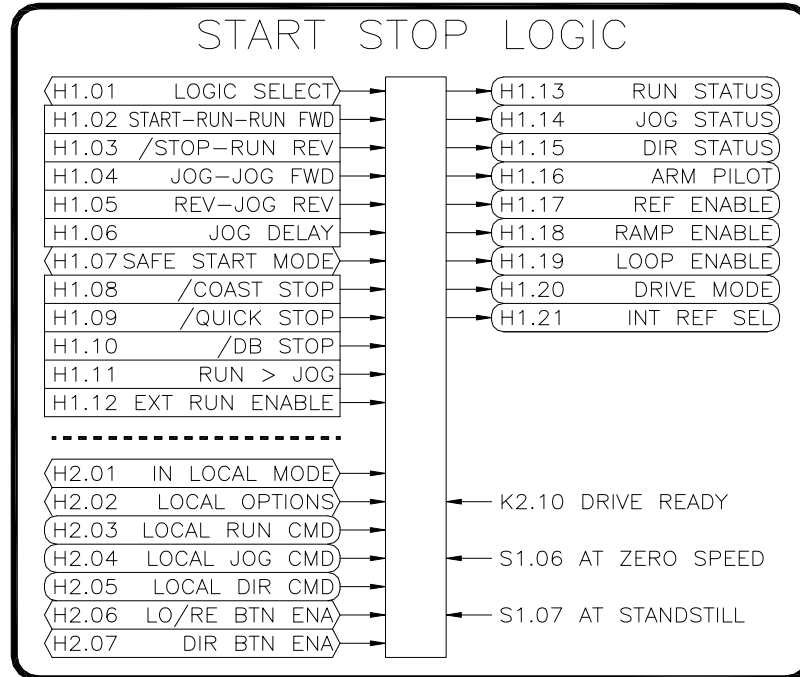 START STOP LOGIC
H1.01 LOGIC SELECT
H1.02 START-RUN-RUN FWD
H1.03 /STOP-RUN REV
H1.04 JOG-JOG FWD
H1.05 REV-JOG REV
H1.06 JOG DELAY
H1.07 SAFE START MODE
H1.08 /COAST STOP
H1.09 /QUICK STOP
H1.10 /DB STOP
H1.11 RUN > JOG
H1.12 EXT RUN ENABLE
H2.01 IN LOCAL MODE
H2.02 LOCAL OPTIONS
H2.03 LOCAL RUN CMD
H2.04 LOCAL JOG CMD
H2.05 LOCAL DIR CMD
H2.06 LO/RE BTN ENA
H2.07 DIR BTN ENA
H1.13 RUN STATUS
H1.14 JOG STATUS
H1.15 DIR STATUS
H1.16 ARM PILOT
H1.17 REF ENABLE
H1.18 RAMP ENABLE
H1.19 LOOP ENABLE
H1.20 DRIVE MODE
H1.21 INT REF SEL
K2.10 DRIVE READY
S1.06 AT ZERO SPEED
S1.07 AT STANDSTILL